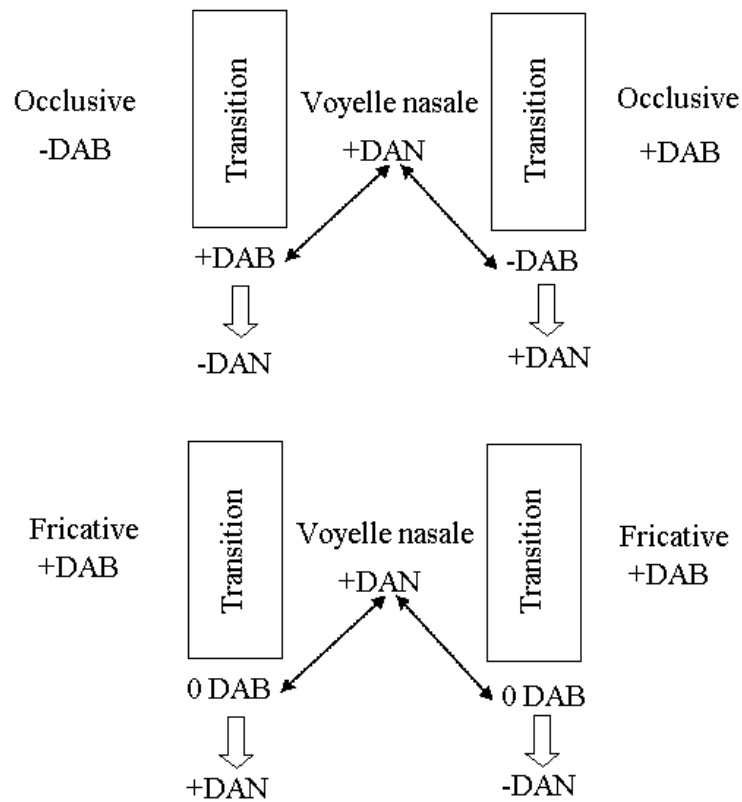 Occlusive
-DAB
Transition
+DAB
-DAN
Voyelle nasale
+DAN
Transition
-DAB
+DAN
Occlusive
+DAB
Fricative
+DAB
Transition
0 DAB
+DAN
Voyelle nasale
+DAN
Transition
0 DAB
-DAN
Fricative
+DAB